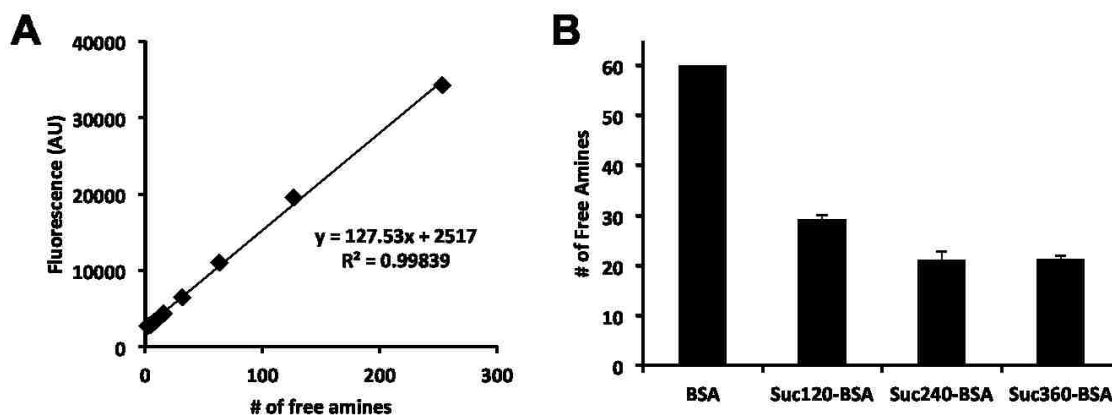 A
Fluorescence (AU)
40000
30000
20000
10000
0
0 100 200 300
# of free amines
y = 127.53x + 2517
R² = 0.99839
B
# of Free Amines
60
50
40
30
20
10
0
BSA Suc120-BSA Suc240-BSA Suc360-BSA